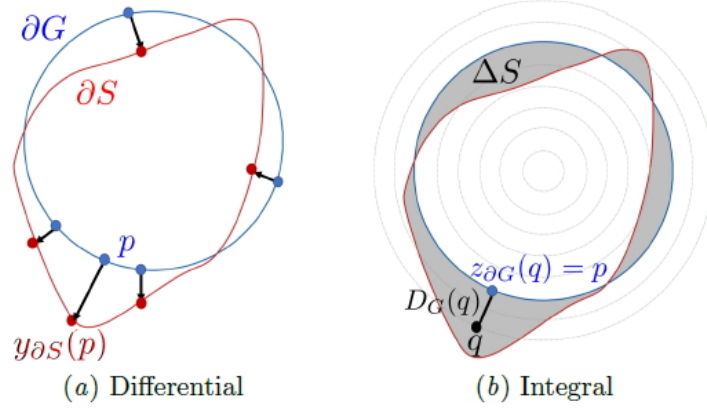 ∂G
∂S
p
y∂S(p)
(a) Differential
ΔS
z∂G(q) = p
DG(q)
q
(b) Integral